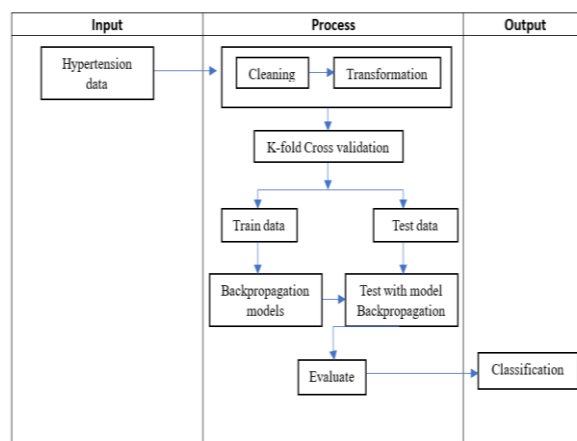 Input
Process
Output
Hypertension
data
Cleaning
Transformation
K-fold Cross validation
Train data
Test data
Backpropagation
models
Test with model
Backpropagation
Evaluate
Classification